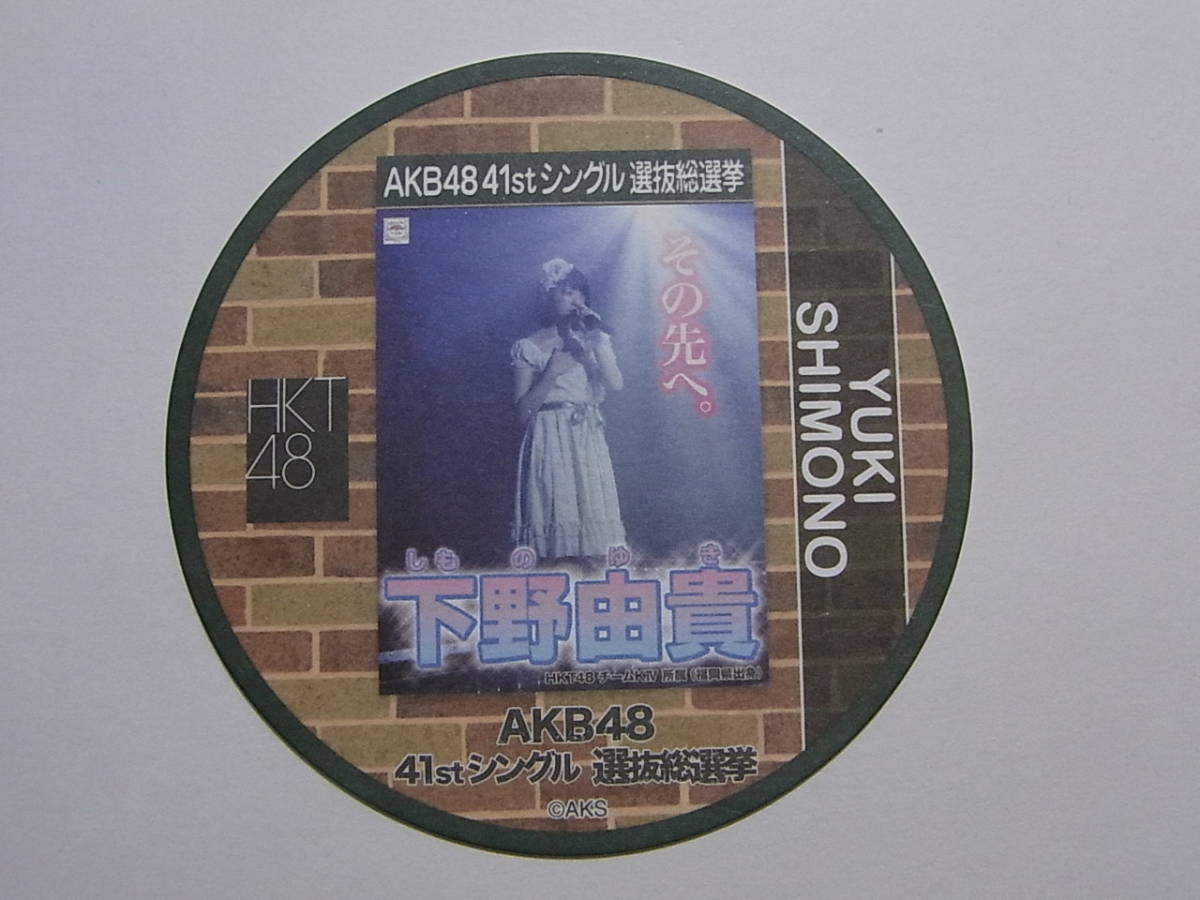 AKB48 41stシングル 選抜総選挙
その先へ。
HKT
48
YUKI
SHIMONO
しものゆき
下野由貴
HKT48 チームKⅣ 所属（福岡県出身）
AKB48
41stシングル 選抜総選挙
©AKS